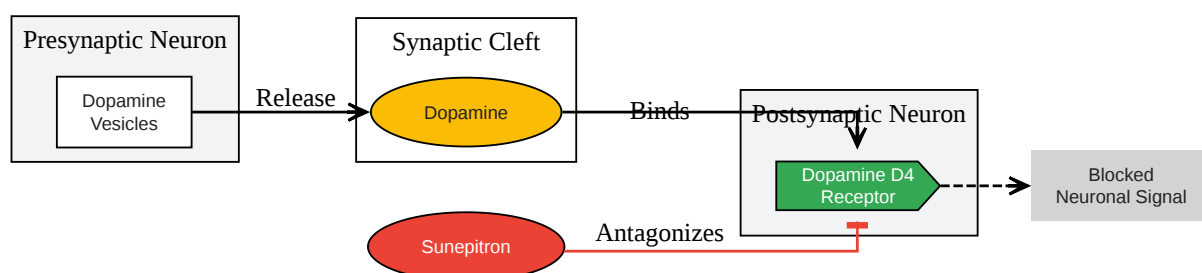 Presynaptic Neuron
Dopamine
Vesicles
Release
Synaptic Cleft
Dopamine
Binds
Postsynaptic Neuron
Dopamine D4
Receptor
Blocked
Neuronal Signal
Sunepitron
Antagonizes